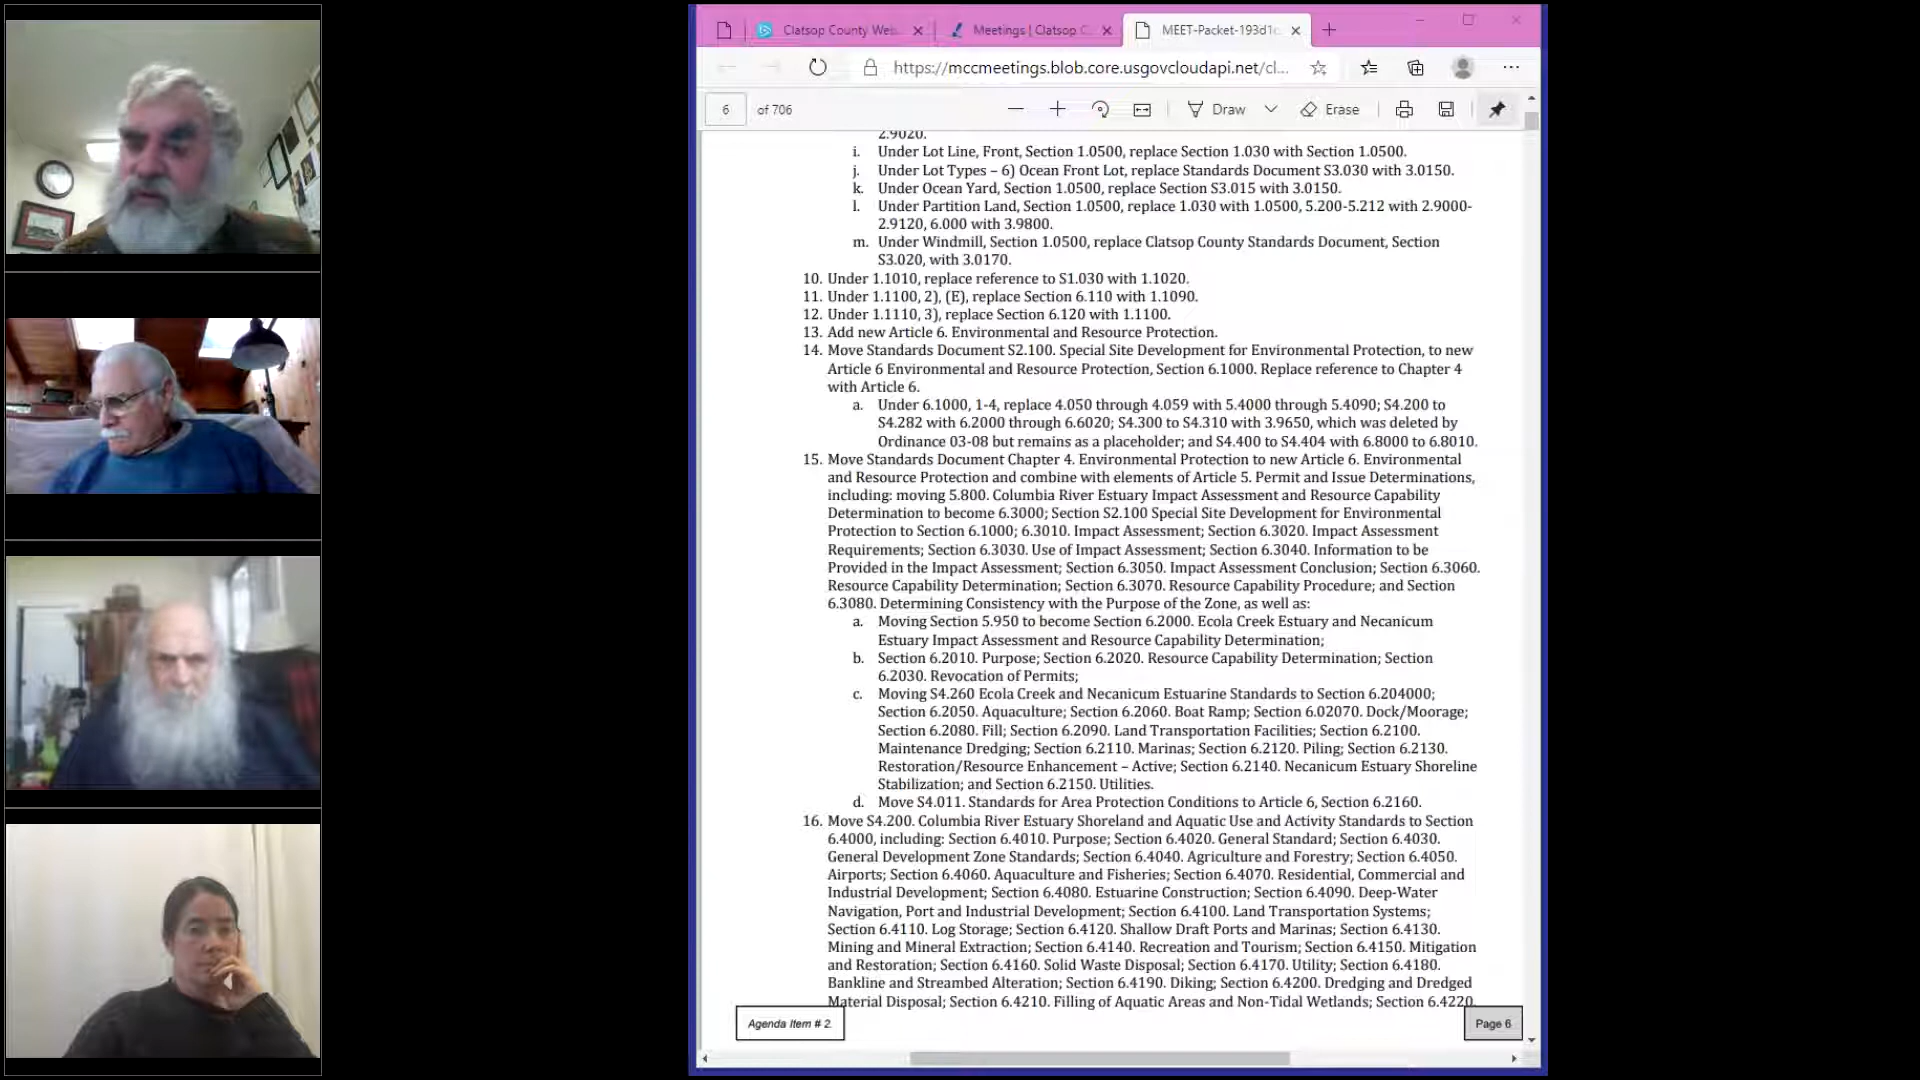 Clatsop County Web
Meetings | Clatsop C
MEET-Packet-193d1c
https://mccmeetings.blob.core.usgovcloudapi.net/cl...
6 of 706
Draw
Erase
2.9020.
i. Under Lot Line, Front, Section 1.0500, replace Section 1.030 with Section 1.0500.
j. Under Lot Types – 6) Ocean Front Lot, replace Standards Document S3.030 with 3.0150.
k. Under Ocean Yard, Section 1.0500, replace Section S3.015 with 3.0150.
l. Under Partition Land, Section 1.0500, replace 1.030 with 1.0500, 5.200-5.212 with 2.9000-
2.9120, 6.000 with 3.9800.
m. Under Windmill, Section 1.0500, replace Clatsop County Standards Document, Section
S3.020, with 3.0170.
10. Under 1.1010, replace reference to S1.030 with 1.1020.
11. Under 1.1100, 2), (E), replace Section 6.110 with 1.1090.
12. Under 1.1110, 3), replace Section 6.120 with 1.1100.
13. Add new Article 6. Environmental and Resource Protection.
14. Move Standards Document S2.100. Special Site Development for Environmental Protection, to new
Article 6 Environmental and Resource Protection, Section 6.1000. Replace reference to Chapter 4
with Article 6.
a. Under 6.1000, 1-4, replace 4.050 through 4.059 with 5.4000 through 5.4090; S4.200 to
S4.282 with 6.2000 through 6.6020; S4.300 to S4.310 with 3.9650, which was deleted by
Ordinance 03-08 but remains as a placeholder; and S4.400 to S4.404 with 6.8000 to 6.8010.
15. Move Standards Document Chapter 4. Environmental Protection to new Article 6. Environmental
and Resource Protection and combine with elements of Article 5. Permit and Issue Determinations,
including: moving 5.800. Columbia River Estuary Impact Assessment and Resource Capability
Determination to become 6.3000; Section S2.100 Special Site Development for Environmental
Protection to Section 6.1000; 6.3010. Impact Assessment; Section 6.3020. Impact Assessment
Requirements; Section 6.3030. Use of Impact Assessment; Section 6.3040. Information to be
Provided in the Impact Assessment; Section 6.3050. Impact Assessment Conclusion; Section 6.3060.
Resource Capability Determination; Section 6.3070. Resource Capability Procedure; and Section
6.3080. Determining Consistency with the Purpose of the Zone, as well as:
a. Moving Section 5.950 to become Section 6.2000. Ecola Creek Estuary and Necanicum
Estuary Impact Assessment and Resource Capability Determination;
b. Section 6.2010. Purpose; Section 6.2020. Resource Capability Determination; Section
6.2030. Revocation of Permits;
c. Moving S4.260 Ecola Creek and Necanicum Estuarine Standards to Section 6.204000;
Section 6.2050. Aquaculture; Section 6.2060. Boat Ramp; Section 6.02070. Dock/Moorage;
Section 6.2080. Fill; Section 6.2090. Land Transportation Facilities; Section 6.2100.
Maintenance Dredging; Section 6.2110. Marinas; Section 6.2120. Piling; Section 6.2130.
Restoration/Resource Enhancement – Active; Section 6.2140. Necanicum Estuary Shoreline
Stabilization; and Section 6.2150. Utilities.
d. Move S4.011. Standards for Area Protection Conditions to Article 6, Section 6.2160.
16. Move S4.200. Columbia River Estuary Shoreland and Aquatic Use and Activity Standards to Section
6.4000, including: Section 6.4010. Purpose; Section 6.4020. General Standard; Section 6.4030.
General Development Zone Standards; Section 6.4040. Agriculture and Forestry; Section 6.4050.
Airports; Section 6.4060. Aquaculture and Fisheries; Section 6.4070. Residential, Commercial and
Industrial Development; Section 6.4080. Estuarine Construction; Section 6.4090. Deep-Water
Navigation, Port and Industrial Development; Section 6.4100. Land Transportation Systems;
Section 6.4110. Log Storage; Section 6.4120. Shallow Draft Ports and Marinas; Section 6.4130.
Mining and Mineral Extraction; Section 6.4140. Recreation and Tourism; Section 6.4150. Mitigation
and Restoration; Section 6.4160. Solid Waste Disposal; Section 6.4170. Utility; Section 6.4180.
Bankline and Streambed Alteration; Section 6.4190. Diking; Section 6.4200. Dredging and Dredged
Material Disposal; Section 6.4210. Filling of Aquatic Areas and Non-Tidal Wetlands; Section 6.4220.
Agenda Item # 2.
Page 6